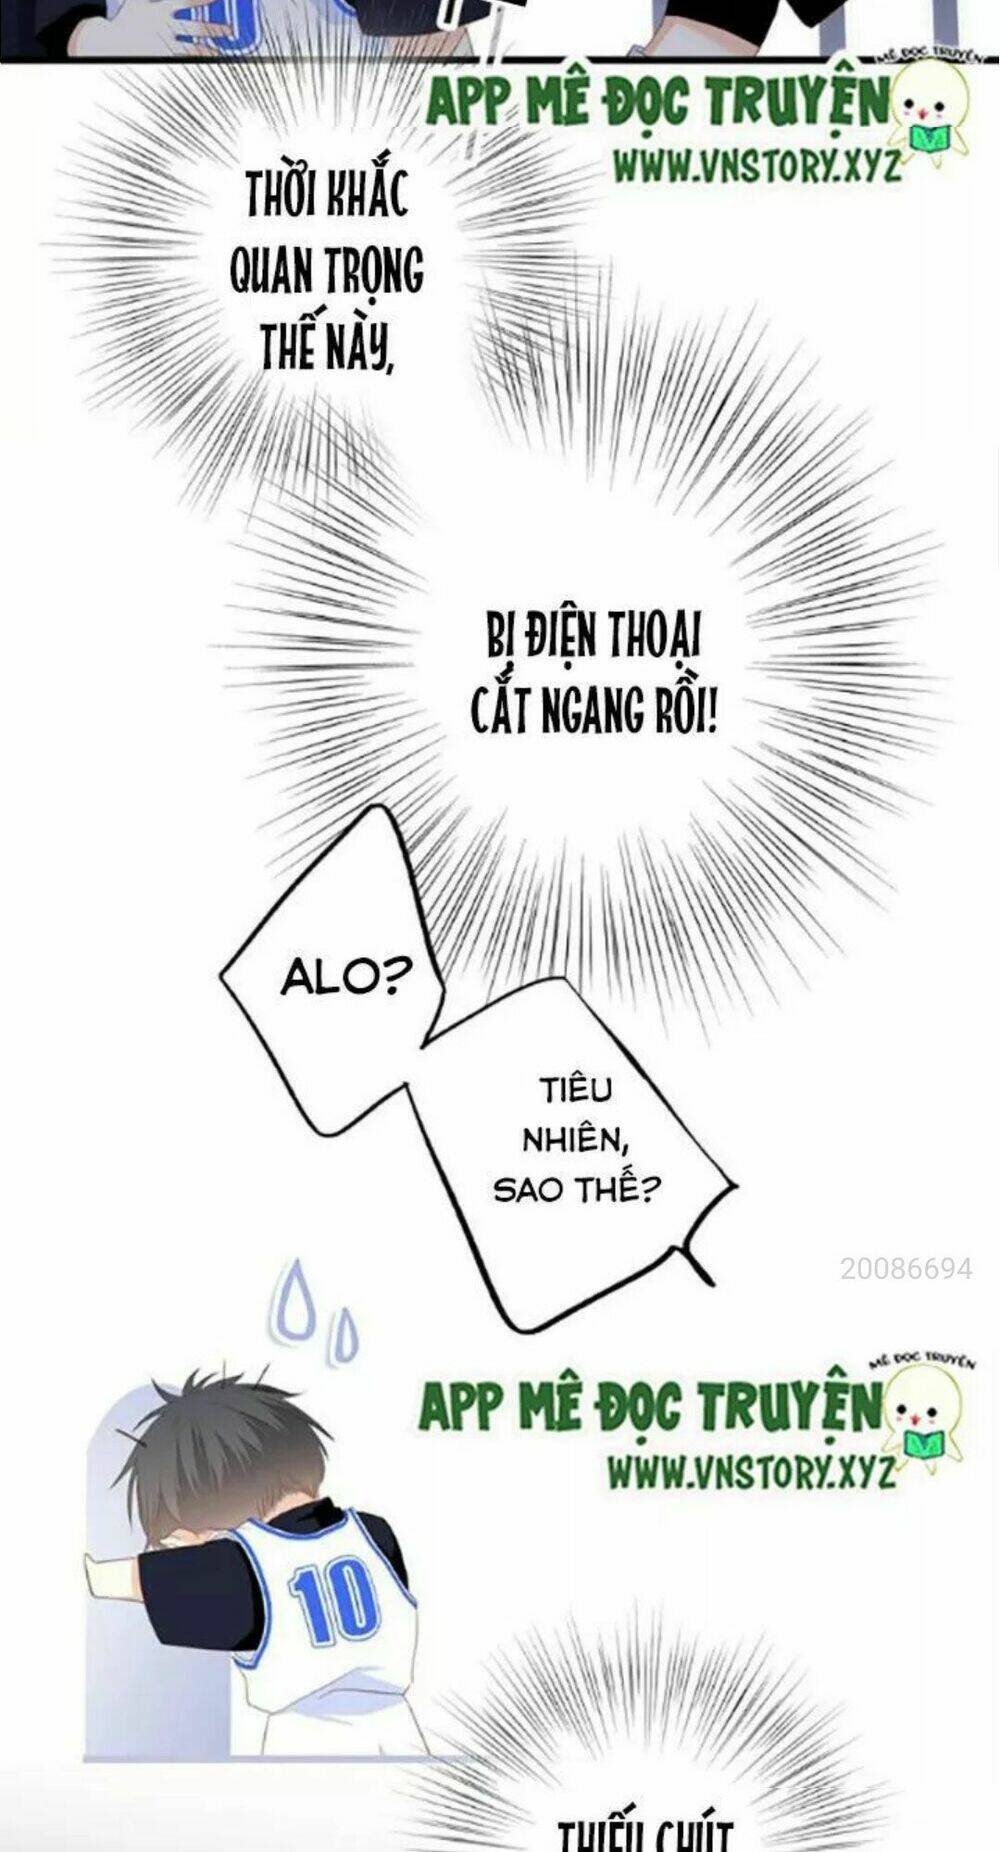 MÊ ĐỌC TRUYỆN
APP MÊ ĐỌC TRUYỆN
WWW.VNSTORY.XYZ
THỜI KHẮC
QUAN TRỌNG
THẾ NÀY,
BỊ ĐIỆN THOẠI
CẮT NGANG RỒI!
ALO?
TIÊU
NHIÊN,
SAO THẾ?
20086694
MÊ ĐỌC TRUYỆN
APP MÊ ĐỌC TRUYỆN
WWW.VNSTORY.XYZ
10
THIẾU CHÚT